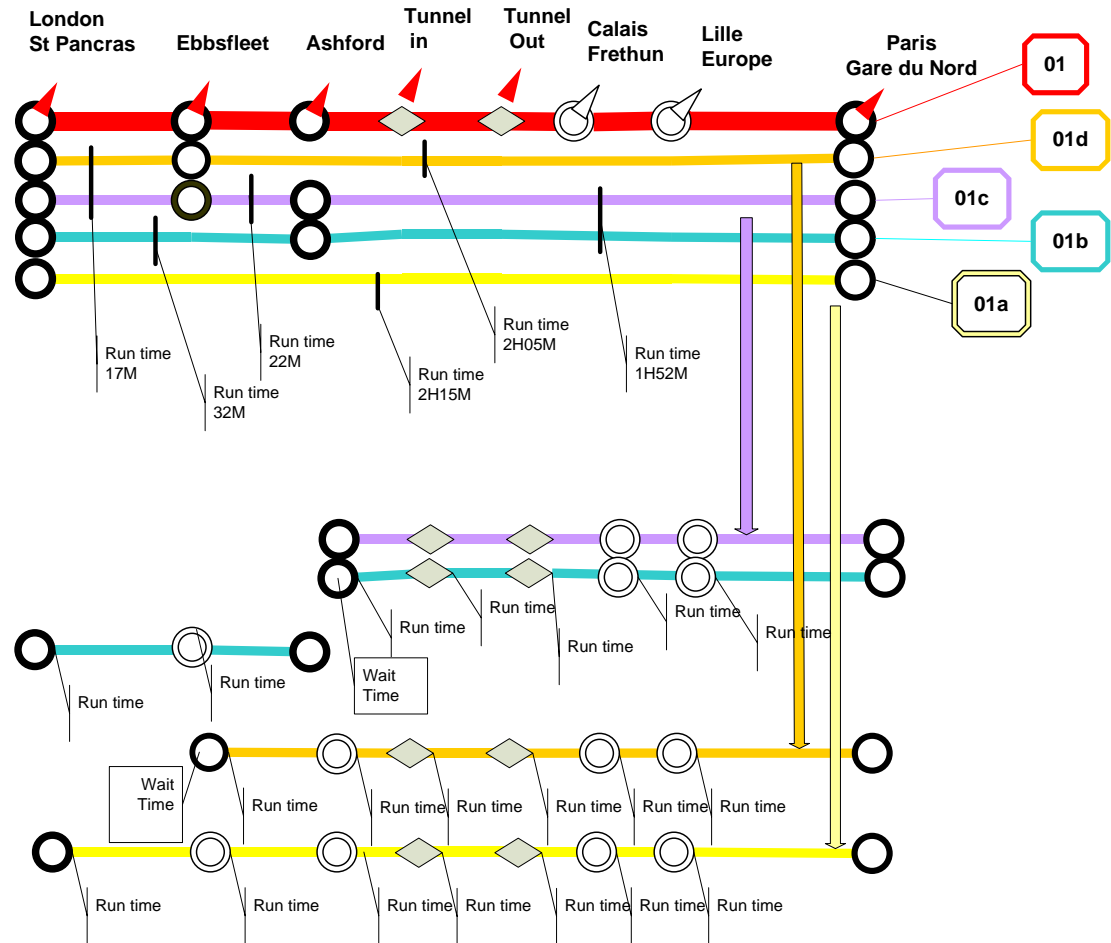 London
St Pancras
Ebbsfleet
Ashford
Tunnel
in
Tunnel
Out
Calais
Frethun
Lille
Europe
Paris
Gare du Nord
01
01d
01c
01b
01a
Run time
17M
Run time
32M
Run time
22M
Run time
2H15M
Run time
2H05M
Run time
1H52M
Run time
Run time
Run time
Run time
Run time
Wait
Time
Run time
Run time
Wait
Time
Run time
Run time
Run time
Run time
Run time
Run time
Run time
Run time
Run time
Run time
Run time
Run time
Run time